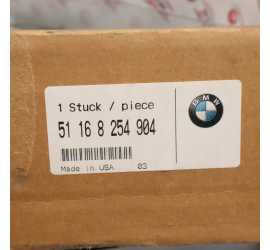 1 Stuck / piece
BMW
51 16 8 254 904
Made in USA 03